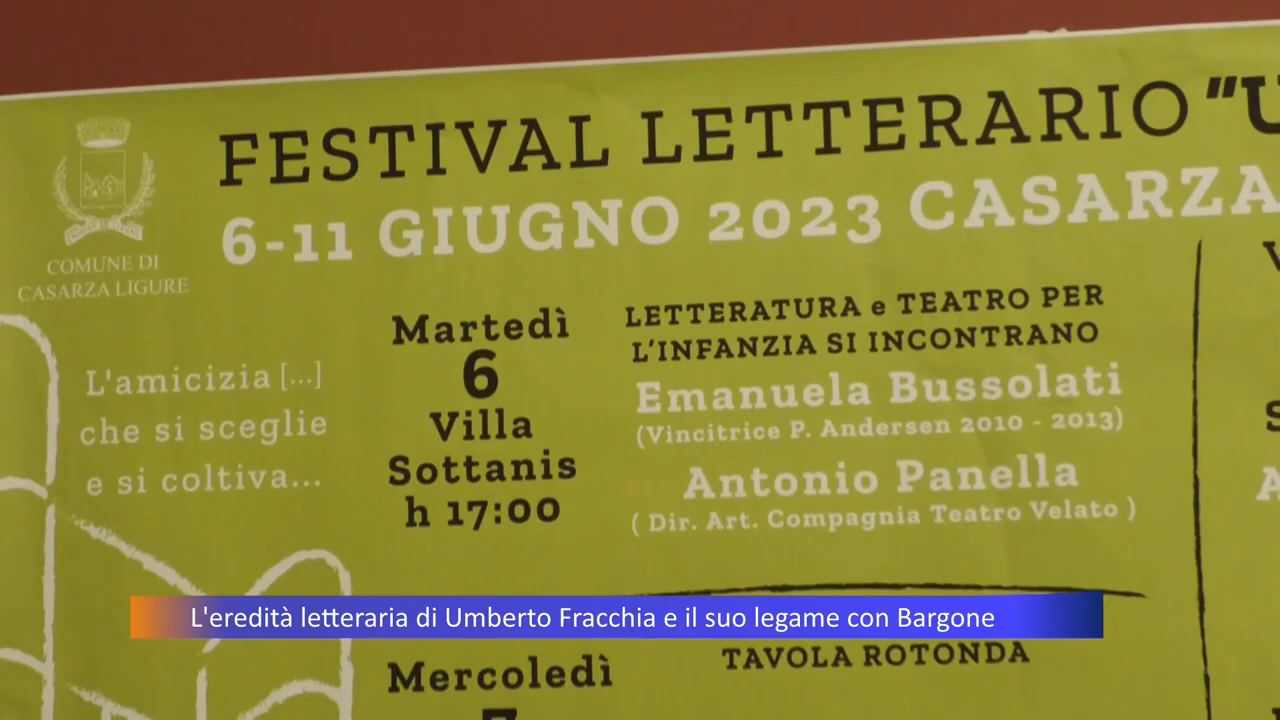 FESTIVAL LETTERARIO "U
6-11 GIUGNO 2023 CASARZA
COMUNE DI
CASARZA LIGURE
L'amicizia [...]
che si sceglie
e si coltiva...
Martedì
6
Villa
Sottanis
h 17:00
LETTERATURA e TEATRO PER
L'INFANZIA SI INCONTRANO
Emanuela Bussolati
(Vincitrice P. Andersen 2010 - 2013)
Antonio Panella
( Dir. Art. Compagnia Teatro Velato )
L'eredità letteraria di Umberto Fracchia e il suo legame con Bargone
Mercoledì
TAVOLA ROTONDA